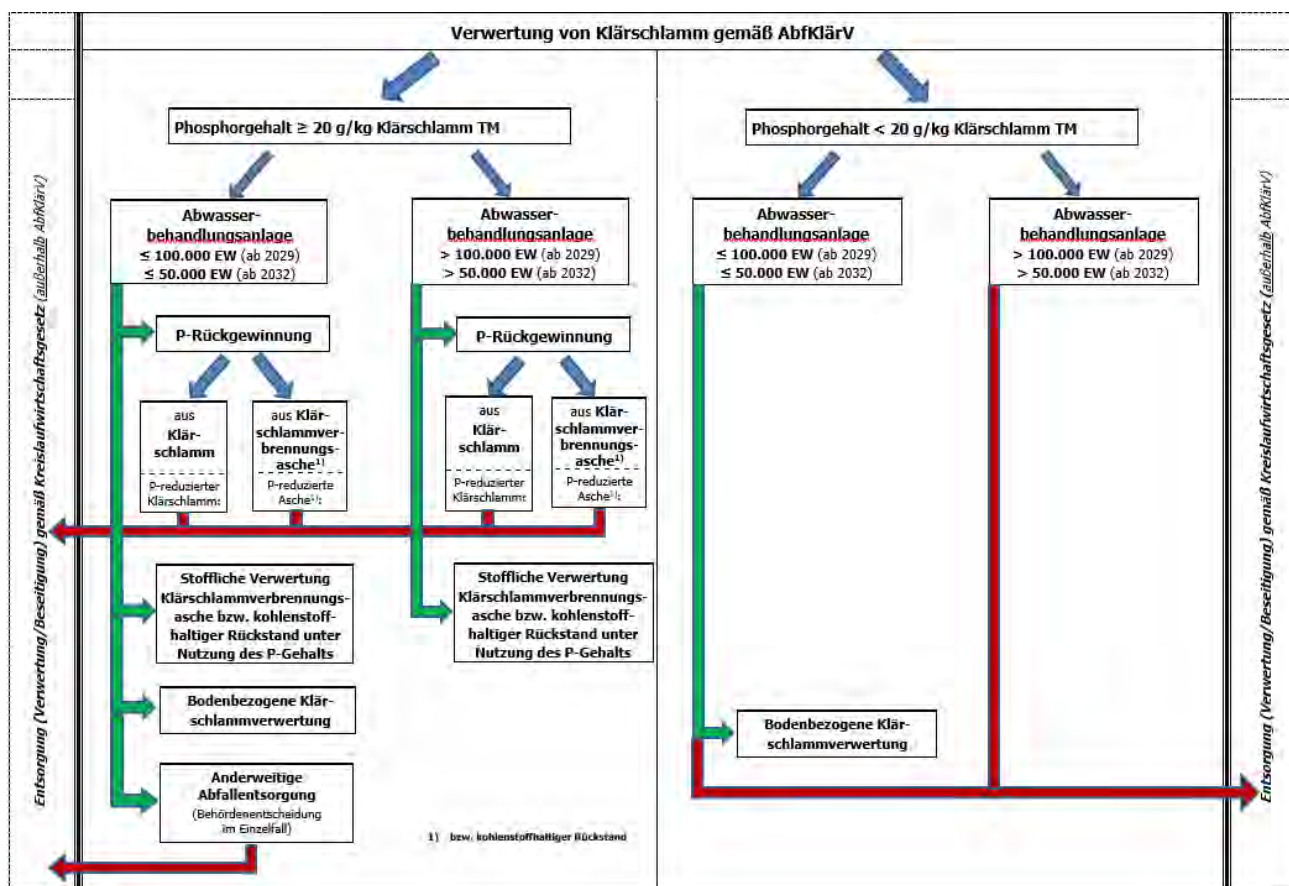 Verwertung von Klärschlamm gemäß AbfKlärV
Phosphorgehalt ≥ 20 g/kg Klärschlamm TM
Phosphorgehalt < 20 g/kg Klärschlamm TM
Abwasser-
behandlungsanlage
≤ 100.000 EW (ab 2029)
≤ 50.000 EW (ab 2032)
Abwasser-
behandlungsanlage
> 100.000 EW (ab 2029)
> 50.000 EW (ab 2032)
Abwasser-
behandlungsanlage
≤ 100.000 EW (ab 2029)
≤ 50.000 EW (ab 2032)
Abwasser-
behandlungsanlage
> 100.000 EW (ab 2029)
> 50.000 EW (ab 2032)
P-Rückgewinnung
P-Rückgewinnung
aus
Klär-
schlamm
P-reduzierter
Klärschlamm:
aus Klär-
schlammver-
brennungs-
asche¹⁾
P-reduzierte
Asche¹⁾:
aus
Klär-
schlamm
P-reduzierter
Klärschlamm:
aus Klär-
schlammver-
brennungs-
asche¹⁾
P-reduzierte
Asche¹⁾:
Stoffliche Verwertung
Klärschlammverbrennungs-
asche bzw. kohlenstoff-
haltiger Rückstand unter
Nutzung des P-Gehalts
Stoffliche Verwertung
Klärschlammverbrennungs-
asche bzw. kohlenstoff-
haltiger Rückstand unter
Nutzung des P-Gehalts
Bodenbezogene Klär-
schlammverwertung
Bodenbezogene Klär-
schlammverwertung
Anderweitige
Abfallentsorgung
(Behördenentscheidung
im Einzelfall)
1) bzw. kohlenstoffhaltiger Rückstand
Entsorgung (Verwertung/Beseitigung) gemäß Kreislaufwirtschaftsgesetz (außerhalb AbfKlärV)
Entsorgung (Verwertung/Beseitigung) gemäß Kreislaufwirtschaftsgesetz (außerhalb AbfKlärV)